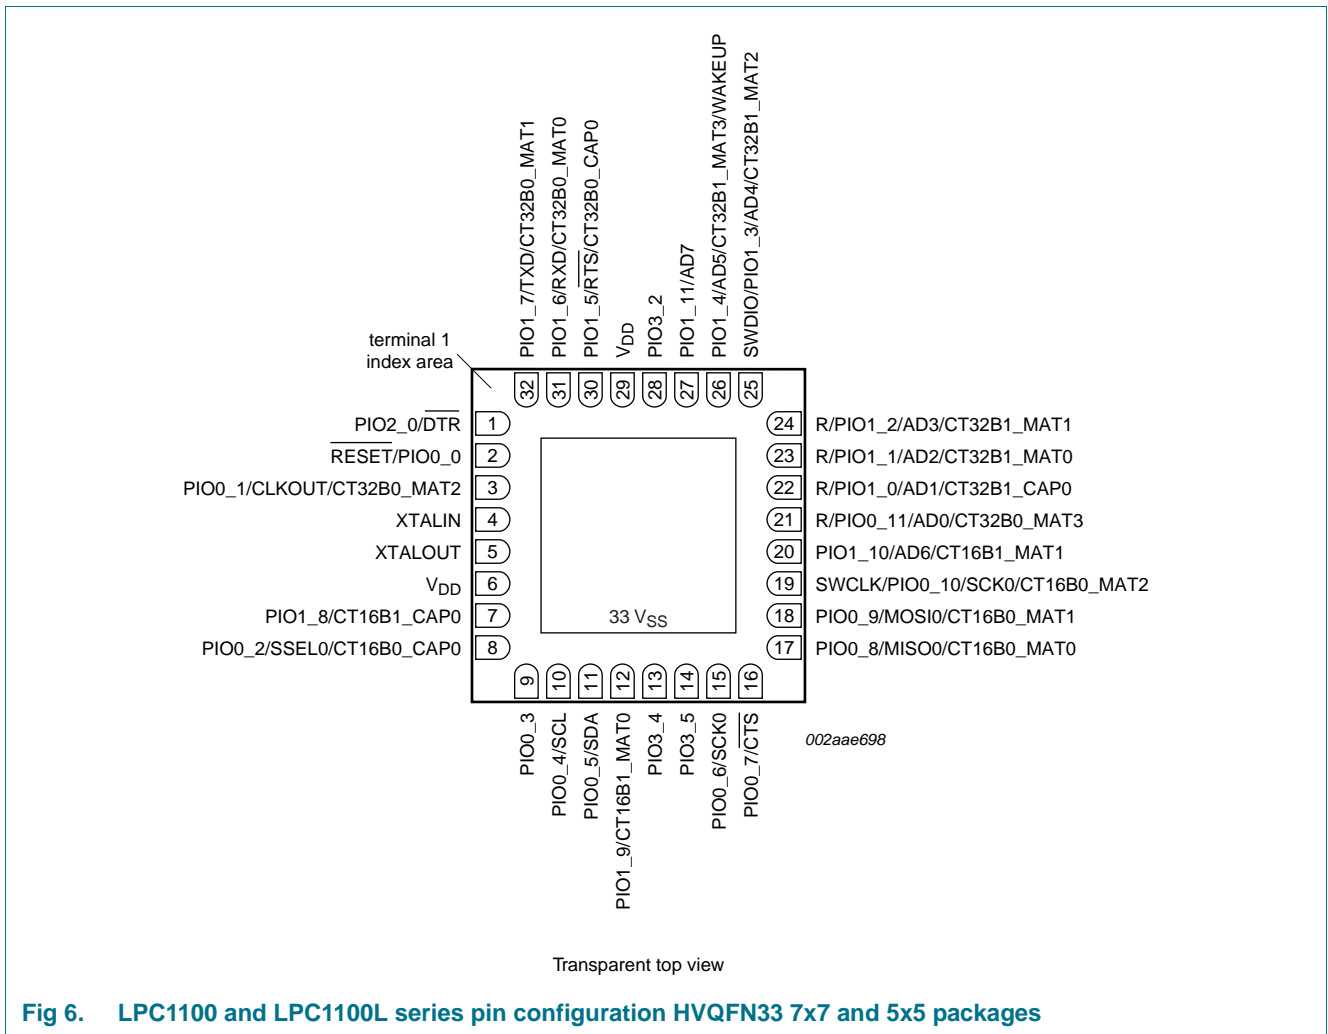 PIO1_7/TXD/CT32B0_MAT1
PIO1_6/RXD/CT32B0_MAT0
PIO1_5/RTS/CT32B0_CAP0
VDD
PIO3_2
PIO1_11/AD7
PIO1_4/AD5/CT32B1_MAT3/WAKEUP
SWDIO/PIO1_3/AD4/CT32B1_MAT2
terminal 1
index area
32 31 30 29 28 27 26 25
PIO2_0/DTR 1 24 R/PIO1_2/AD3/CT32B1_MAT1
RESET/PIO0_0 2 23 R/PIO1_1/AD2/CT32B1_MAT0
PIO0_1/CLKOUT/CT32B0_MAT2 3 22 R/PIO1_0/AD1/CT32B1_CAP0
XTALIN 4 21 R/PIO0_11/AD0/CT32B0_MAT3
XTALOUT 5 20 PIO1_10/AD6/CT16B1_MAT1
VDD 6 19 SWCLK/PIO0_10/SCK0/CT16B0_MAT2
PIO1_8/CT16B1_CAP0 7 33 VSS 18 PIO0_9/MOSI0/CT16B0_MAT1
PIO0_2/SSEL0/CT16B0_CAP0 8 17 PIO0_8/MISO0/CT16B0_MAT0
9 10 11 12 13 14 15 16
PIO0_3
PIO0_4/SCL
PIO0_5/SDA
PIO1_9/CT16B1_MAT0
PIO3_4
PIO3_5
PIO0_6/SCK0
PIO0_7/CTS
002aae698
Transparent top view
Fig 6. LPC1100 and LPC1100L series pin configuration HVQFN33 7x7 and 5x5 packages